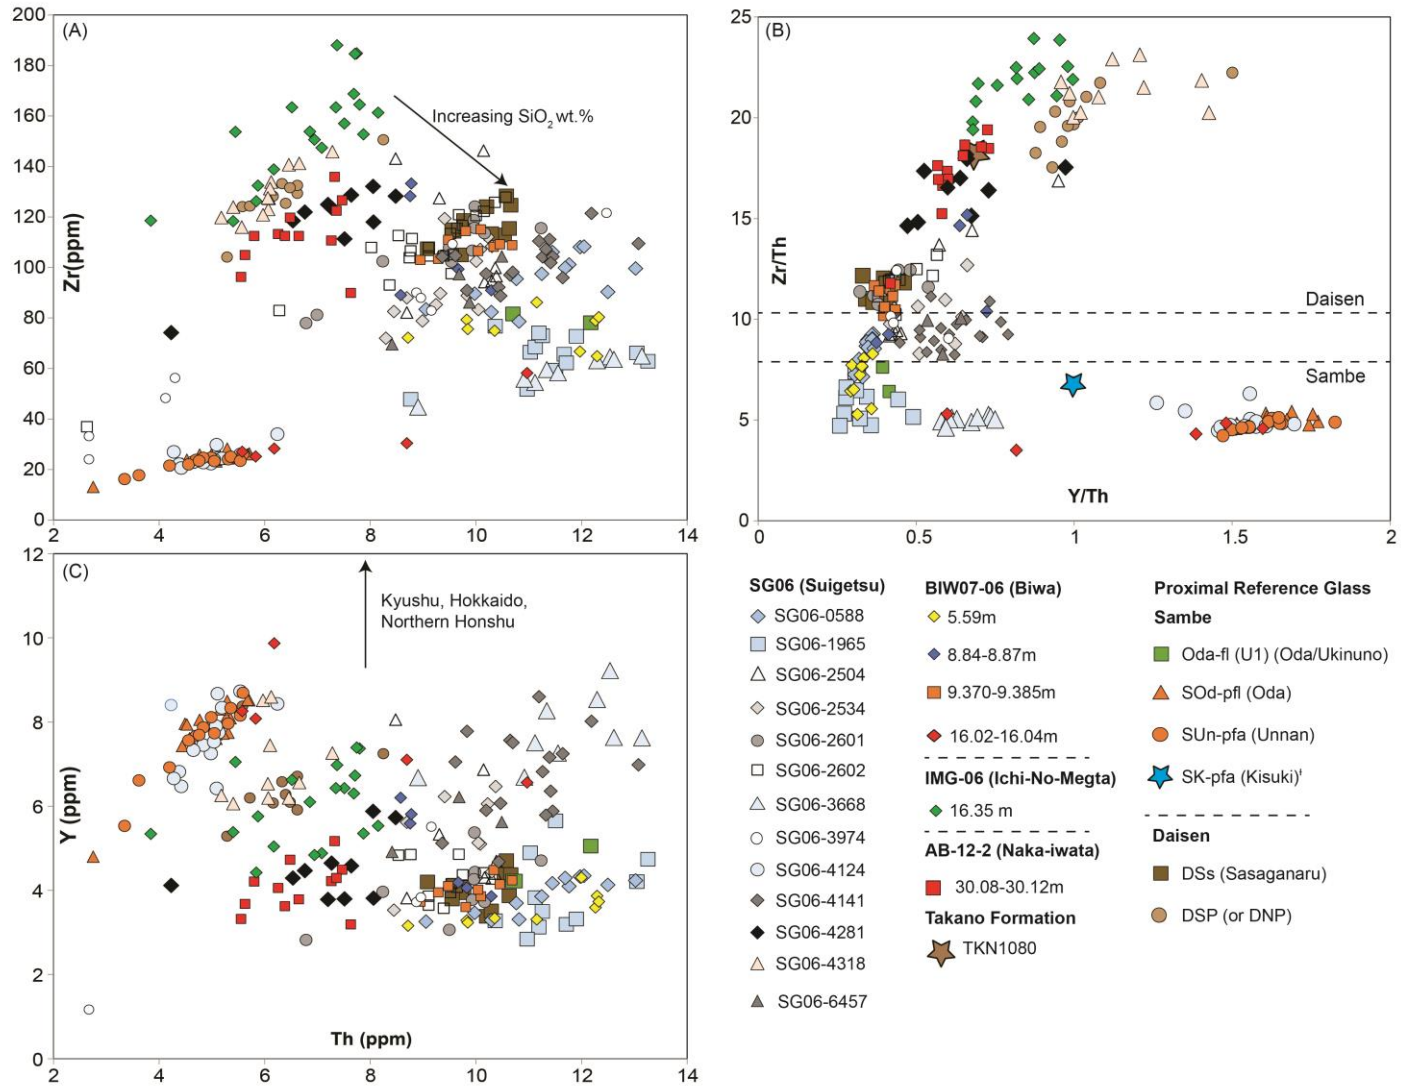 (A)
Zr(ppm)
200
180
160
140
120
100
80
60
40
20
0
2 4 6 8 10 12 14
Increasing SiO₂ wt.%
(B)
Zr/Th
25
20
15
10
5
0
0 0.5 1 1.5 2
Y/Th
Daisen
Sambe
(C)
Y (ppm)
12
10
8
6
4
2
0
2 4 6 8 10 12 14
Th (ppm)
Kyushu, Hokkaido,
Northern Honshu
SG06 (Suigetsu)
SG06-0588
SG06-1965
SG06-2504
SG06-2534
SG06-2601
SG06-2602
SG06-3668
SG06-3974
SG06-4124
SG06-4141
SG06-4281
SG06-4318
SG06-6457
BIW07-06 (Biwa)
5.59m
8.84-8.87m
9.370-9.385m
16.02-16.04m
IMG-06 (Ichi-No-Megta)
16.35 m
AB-12-2 (Naka-iwata)
30.08-30.12m
Takano Formation
TKN1080
Proximal Reference Glass
Sambe
Oda-fl (U1) (Oda/Ukinuno)
SOd-pfl (Oda)
SUn-pfa (Unnan)
SK-pfa (Kisuki)ᶦ
Daisen
DSs (Sasaganaru)
DSP (or DNP)